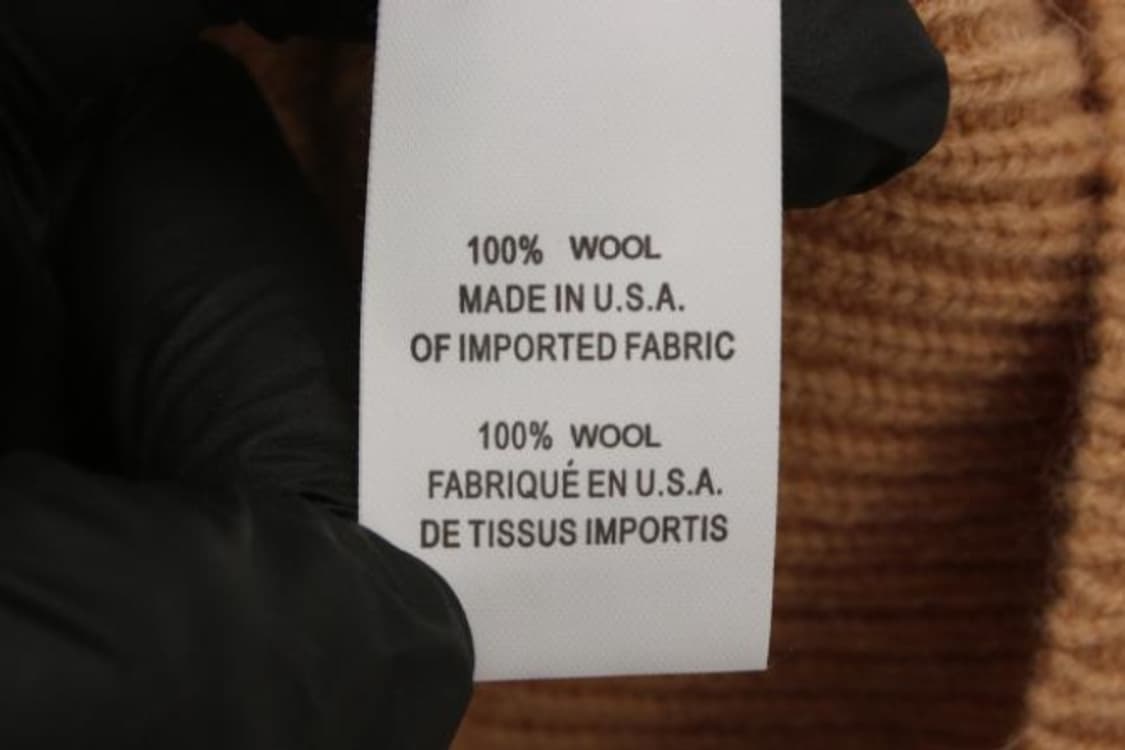 100% WOOL
MADE IN U.S.A.
OF IMPORTED FABRIC
100% WOOL
FABRIQUÉ EN U.S.A.
DE TISSUS IMPORTIS